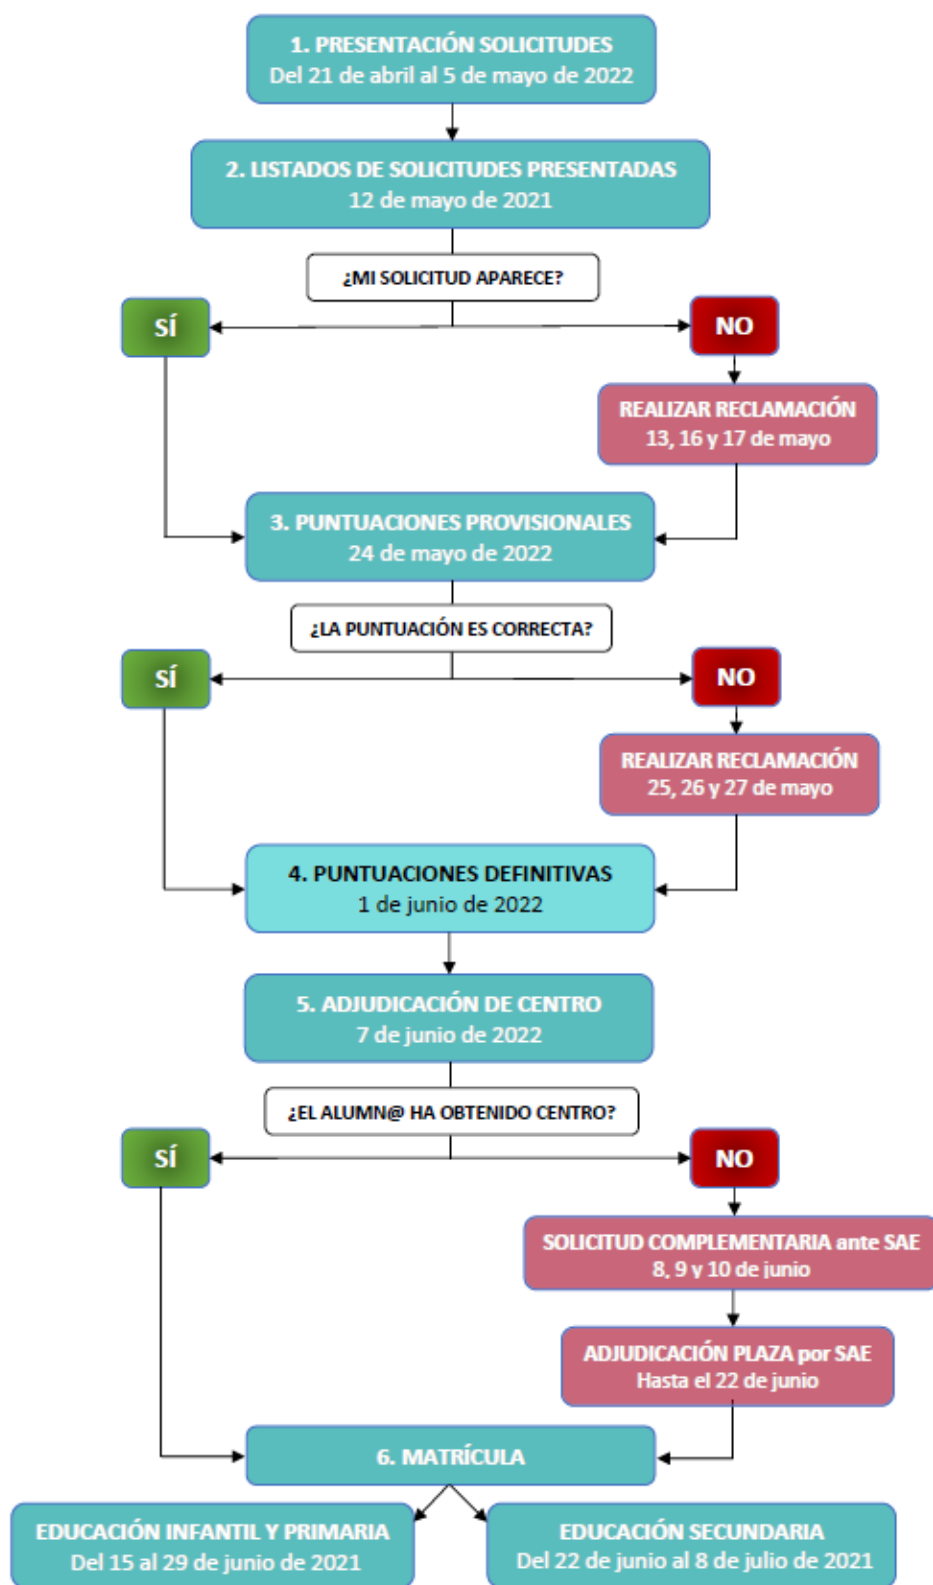 1. PRESENTACIÓN SOLICITUDES
Del 21 de abril al 5 de mayo de 2022
2. LISTADOS DE SOLICITUDES PRESENTADAS
12 de mayo de 2021
¿MI SOLICITUD APARECE?
SÍ
NO
REALIZAR RECLAMACIÓN
13, 16 y 17 de mayo
3. PUNTUACIONES PROVISIONALES
24 de mayo de 2022
¿LA PUNTUACIÓN ES CORRECTA?
SÍ
NO
REALIZAR RECLAMACIÓN
25, 26 y 27 de mayo
4. PUNTUACIONES DEFINITIVAS
1 de junio de 2022
5. ADJUDICACIÓN DE CENTRO
7 de junio de 2022
¿EL ALUMN@ HA OBTENIDO CENTRO?
SÍ
NO
SOLICITUD COMPLEMENTARIA ante SAE
8, 9 y 10 de junio
ADJUDICACIÓN PLAZA por SAE
Hasta el 22 de junio
6. MATRÍCULA
EDUCACIÓN INFANTIL Y PRIMARIA
Del 15 al 29 de junio de 2021
EDUCACIÓN SECUNDARIA
Del 22 de junio al 8 de julio de 2021